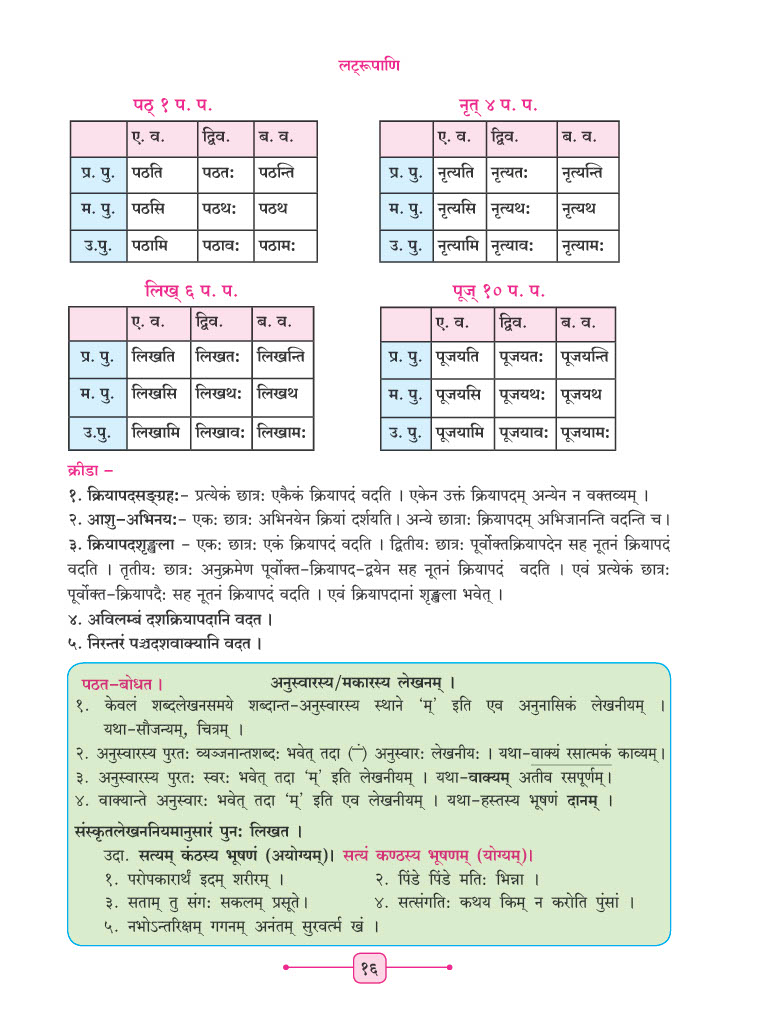 लट्‌रूपाणि
पठ् १ प. प.
ए. व. द्विव. ब. व.
प्र. पु. पठति पठतः पठन्ति
म. पु. पठसि पठथः पठथ
उ.पु. पठामि पठावः पठामः
नृत् ४ प. प.
ए. व. द्विव. ब. व.
प्र. पु. नृत्यति नृत्यतः नृत्यन्ति
म. पु. नृत्यसि नृत्यथः नृत्यथ
उ. पु. नृत्यामि नृत्यावः नृत्यामः
लिख् ६ प. प.
ए. व. द्विव. ब. व.
प्र. पु. लिखति लिखतः लिखन्ति
म. पु. लिखसि लिखथः लिखथ
उ.पु. लिखामि लिखावः लिखामः
पूज् १० प. प.
ए. व. द्विव. ब. व.
प्र. पु. पूजयति पूजयतः पूजयन्ति
म. पु. पूजयसि पूजयथः पूजयथ
उ. पु. पूजयामि पूजयावः पूजयामः
क्रीडा –
१. क्रियापदसङ्ग्रहः- प्रत्येकं छात्रः एकैकं क्रियापदं वदति । एकेन उक्तं क्रियापदम् अन्येन न वक्तव्यम् ।
२. आशु-अभिनयः- एकः छात्रः अभिनयेन क्रियां दर्शयति। अन्ये छात्राः क्रियापदम् अभिजानन्ति वदन्ति च।
३. क्रियापदशृङ्खला - एकः छात्रः एकं क्रियापदं वदति । द्वितीयः छात्रः पूर्वोक्तक्रियापदेन सह नूतनं क्रियापदं
वदति । तृतीयः छात्रः अनुक्रमेण पूर्वोक्त-क्रियापद-द्वयेन सह नूतनं क्रियापदं वदति । एवं प्रत्येकं छात्रः
पूर्वोक्त-क्रियापदैः सह नूतनं क्रियापदं वदति । एवं क्रियापदानां शृङ्खला भवेत् ।
४. अविलम्बं दशक्रियापदानि वदत ।
५. निरन्तरं पञ्चदशवाक्यानि वदत ।
पठत-बोधत। अनुस्वारस्य/मकारस्य लेखनम् ।
१. केवलं शब्दलेखनसमये शब्दान्त-अनुस्वारस्य स्थाने ‘म्’ इति एव अनुनासिकं लेखनीयम् ।
यथा-सौजन्यम्, चित्रम् ।
२. अनुस्वारस्य पुरतः व्यञ्जनान्तशब्दः भवेत् तदा (—ं) अनुस्वारः लेखनीयः । यथा-वाक्यं रसात्मकं काव्यम्।
३. अनुस्वारस्य पुरतः स्वरः भवेत् तदा ‘म्’ इति लेखनीयम् । यथा-वाक्यम् अतीव रसपूर्णम्।
४. वाक्यान्ते अनुस्वारः भवेत् तदा ‘म्’ इति एव लेखनीयम् । यथा-हस्तस्य भूषणं दानम् ।
संस्कृतलेखननियमानुसारं पुनः लिखत ।
उदा. सत्यम् कंठस्य भूषणं (अयोग्यम्)। सत्यं कण्ठस्य भूषणम् (योग्यम्)।
१. परोपकारार्थं इदम् शरीरम् । २. पिंडे पिंडे मतिः भिन्ना ।
३. सताम् तु संगः सकलम् प्रसूते। ४. सत्संगतिः कथय किम् न करोति पुंसां ।
५. नभोऽन्तरिक्षम् गगनम् अनंतम् सुरवर्त्म खं ।
१६